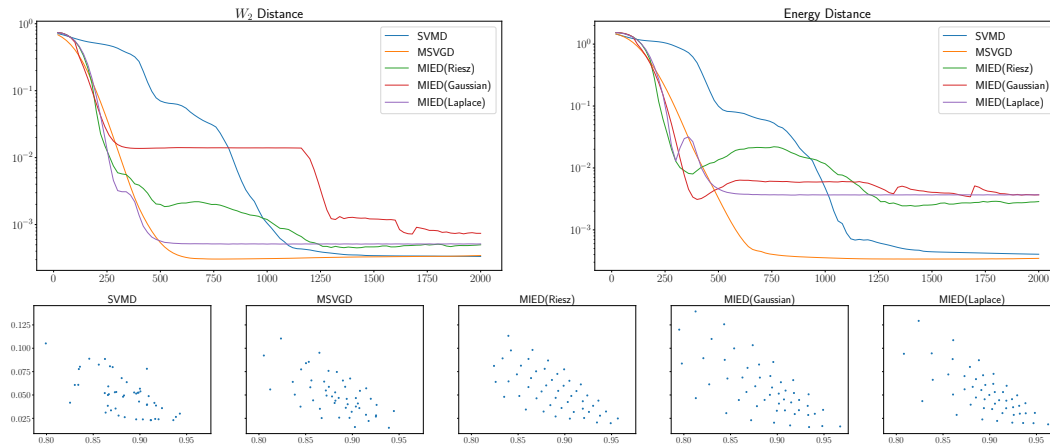 W₂ Distance
10⁰
10⁻¹
10⁻²
10⁻³
0 250 500 750 1000 1250 1500 1750 2000
SVMD
MSVGD
MIED(Riesz)
MIED(Gaussian)
MIED(Laplace)
Energy Distance
10⁰
10⁻¹
10⁻²
10⁻³
0 250 500 750 1000 1250 1500 1750 2000
SVMD
MSVGD
MIED(Riesz)
MIED(Gaussian)
MIED(Laplace)
SVMD
0.125
0.100
0.075
0.050
0.025
0.80 0.85 0.90 0.95
MSVGD
0.80 0.85 0.90 0.95
MIED(Riesz)
0.80 0.85 0.90 0.95
MIED(Gaussian)
0.80 0.85 0.90 0.95
MIED(Laplace)
0.80 0.85 0.90 0.95